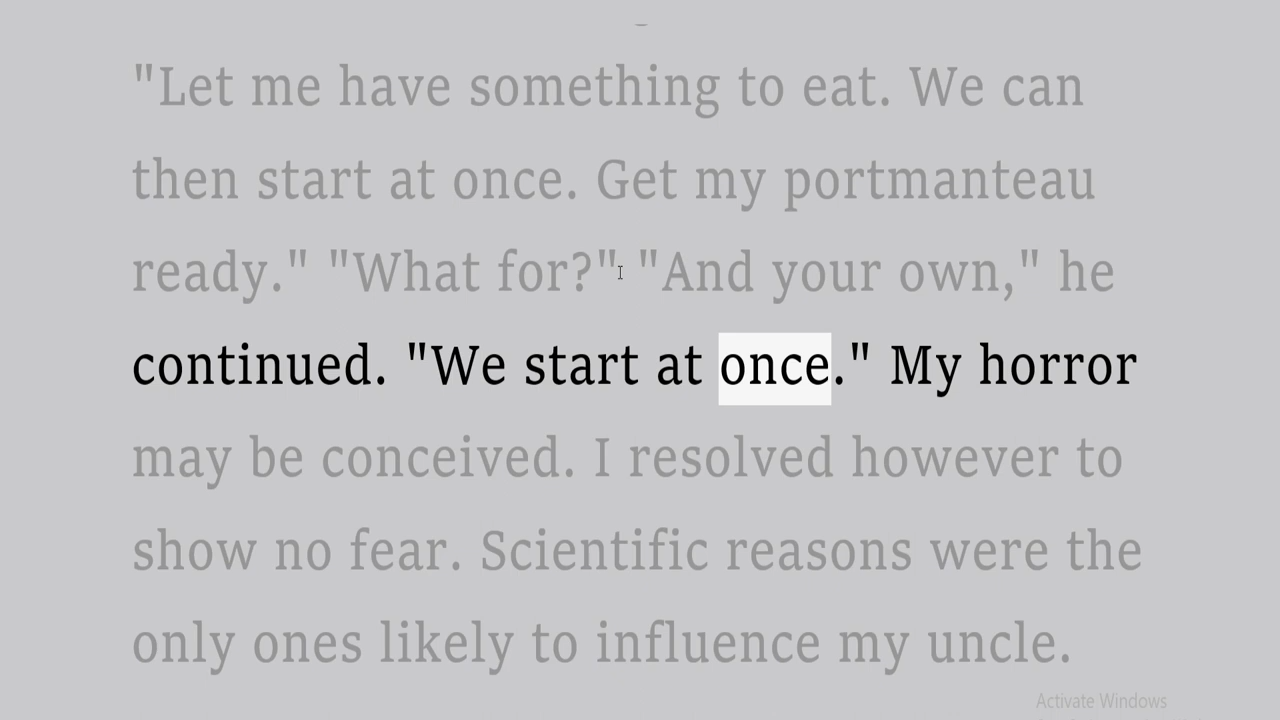 "Let me have something to eat. We can
then start at once. Get my portmanteau
ready." "What for?" "And your own," he
continued. "We start at once." My horror
may be conceived. I resolved however to
show no fear. Scientific reasons were the
only ones likely to influence my uncle.
Activate Windows